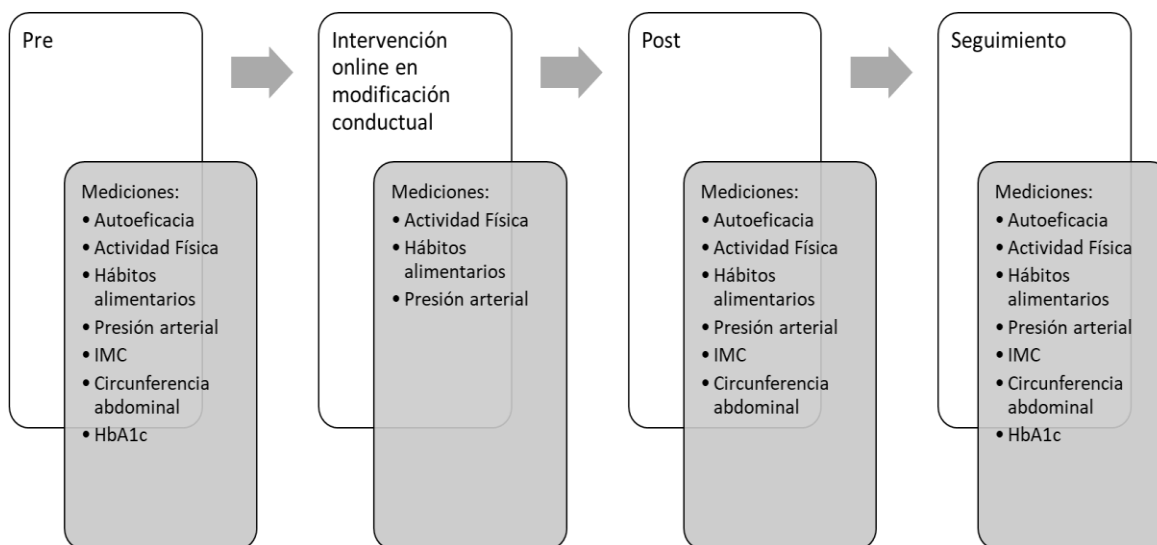 Pre
Mediciones:
• Autoeficacia
• Actividad Física
• Hábitos
alimentarios
• Presión arterial
• IMC
• Circunferencia
abdominal
• HbA1c
Intervención
online en
modificación
conductual
Mediciones:
• Actividad Física
• Hábitos
alimentarios
• Presión arterial
Post
Mediciones:
• Autoeficacia
• Actividad Física
• Hábitos
alimentarios
• Presión arterial
• IMC
• Circunferencia
abdominal
Seguimiento
Mediciones:
• Autoeficacia
• Actividad Física
• Hábitos
alimentarios
• Presión arterial
• IMC
• Circunferencia
abdominal
• HbA1c